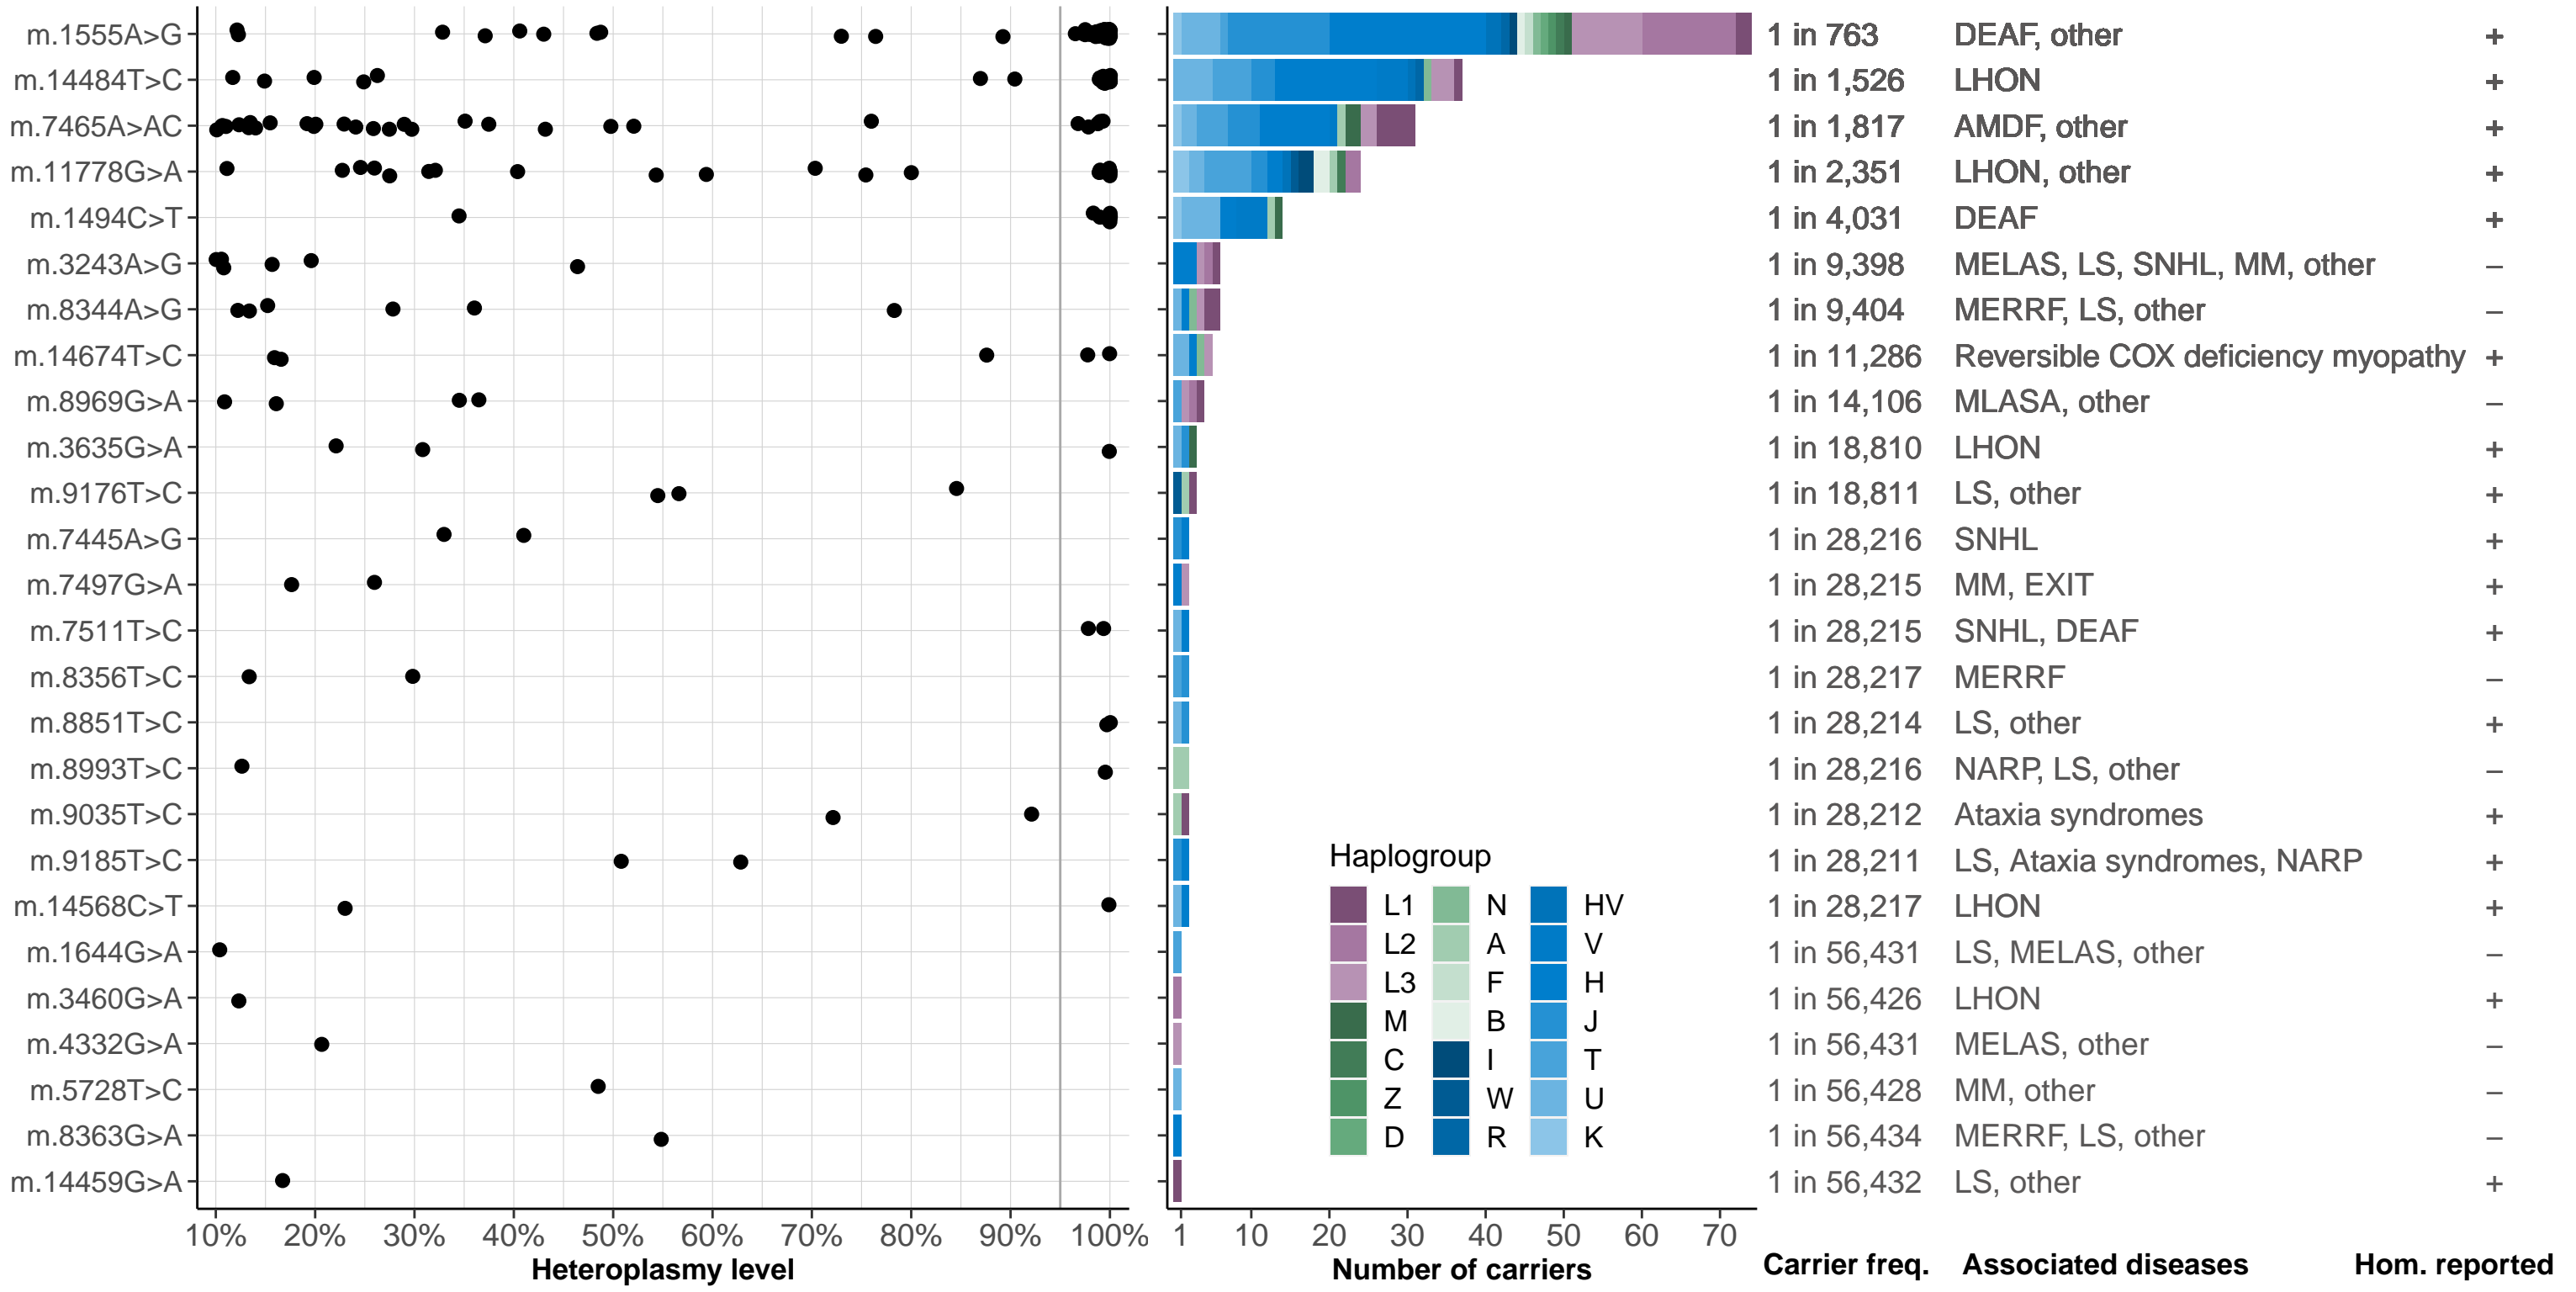 m.1555A>G 1 in 763 DEAF, other +
m.14484T>C 1 in 1,526 LHON +
m.7465A>AC 1 in 1,817 AMDF, other +
m.11778G>A 1 in 2,351 LHON, other +
m.1494C>T 1 in 4,031 DEAF +
m.3243A>G 1 in 9,398 MELAS, LS, SNHL, MM, other –
m.8344A>G 1 in 9,404 MERRF, LS, other –
m.14674T>C 1 in 11,286 Reversible COX deficiency myopathy +
m.8969G>A 1 in 14,106 MLASA, other –
m.3635G>A 1 in 18,810 LHON +
m.9176T>C 1 in 18,811 LS, other +
m.7445A>G 1 in 28,216 SNHL +
m.7497G>A 1 in 28,215 MM, EXIT +
m.7511T>C 1 in 28,215 SNHL, DEAF +
m.8356T>C 1 in 28,217 MERRF –
m.8851T>C 1 in 28,214 LS, other +
m.8993T>C 1 in 28,216 NARP, LS, other –
m.9035T>C 1 in 28,212 Ataxia syndromes +
m.9185T>C 1 in 28,211 LS, Ataxia syndromes, NARP +
m.14568C>T 1 in 28,217 LHON +
m.1644G>A 1 in 56,431 LS, MELAS, other –
m.3460G>A 1 in 56,426 LHON +
m.4332G>A 1 in 56,431 MELAS, other –
m.5728T>C 1 in 56,428 MM, other –
m.8363G>A 1 in 56,434 MERRF, LS, other –
m.14459G>A 1 in 56,432 LS, other +
Haplogroup
L1 N HV
L2 A V
L3 F H
M B J
C I T
Z W U
D R K
10% 20% 30% 40% 50% 60% 70% 80% 90% 100%
Heteroplasmy level
1 10 20 30 40 50 60 70
Number of carriers
Carrier freq. Associated diseases Hom. reported